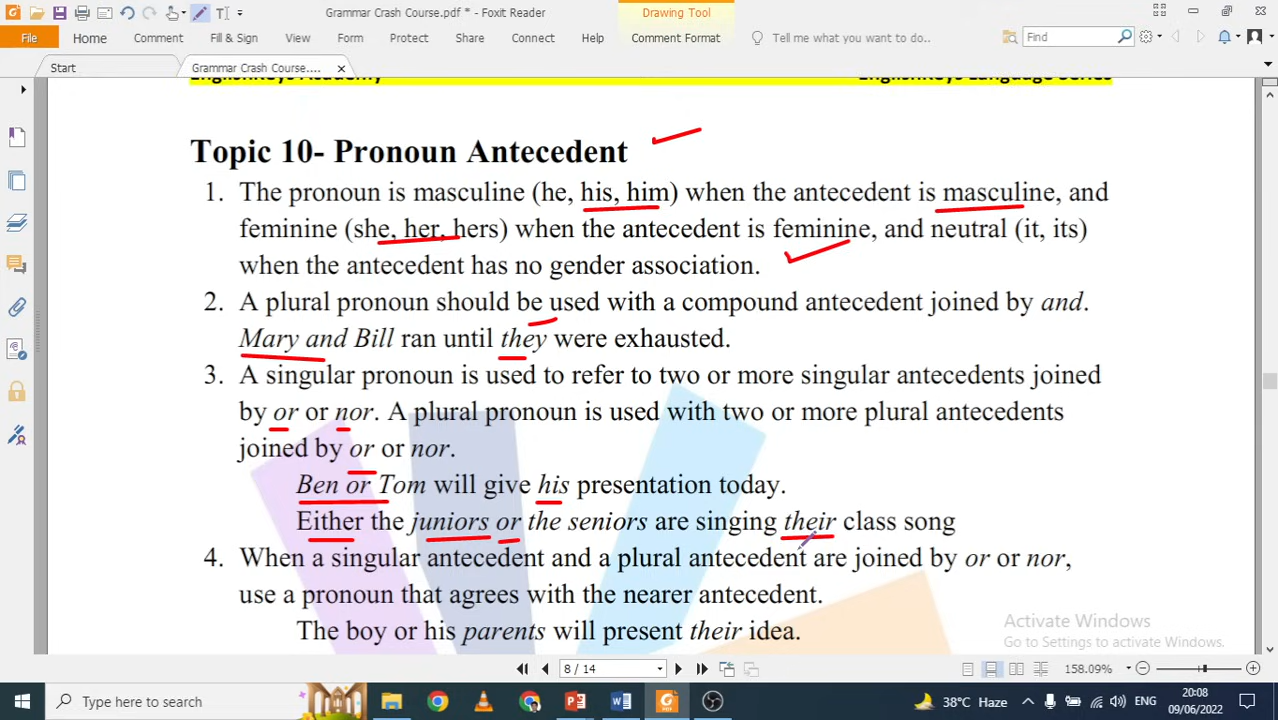 Grammar Crash Course.pdf * - Foxit Reader
Drawing Tool
File Home Comment Fill & Sign View Form Protect Share Connect Help Comment Format Tell me what you want to do.. Find
Start Grammar Crash Course....
EnglishKeys Academy EnglishKeys Language Series
Topic 10- Pronoun Antecedent
1. The pronoun is masculine (he, his, him) when the antecedent is masculine, and
feminine (she, her, hers) when the antecedent is feminine, and neutral (it, its)
when the antecedent has no gender association.
2. A plural pronoun should be used with a compound antecedent joined by and.
Mary and Bill ran until they were exhausted.
3. A singular pronoun is used to refer to two or more singular antecedents joined
by or or nor. A plural pronoun is used with two or more plural antecedents
joined by or or nor.
Ben or Tom will give his presentation today.
Either the juniors or the seniors are singing their class song
4. When a singular antecedent and a plural antecedent are joined by or or nor,
use a pronoun that agrees with the nearer antecedent.
The boy or his parents will present their idea.
Activate Windows
Go to Settings to activate Windows.
8 / 14 158.09%
Type here to search 38°C Haze ENG 20:08
09/06/2022